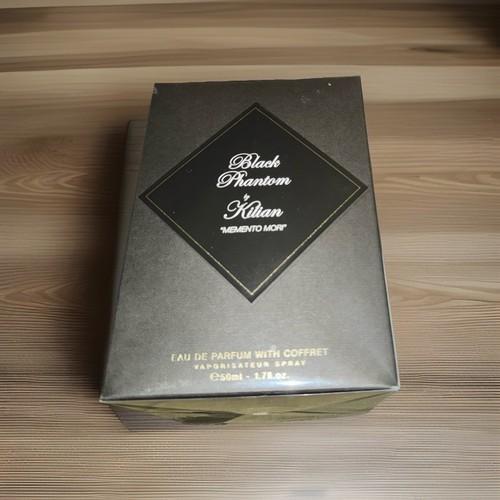 Black
Phantom
by
Kilian
"MEMENTO MORI"
EAU DE PARFUM WITH COFFRET
VAPORISATEUR SPRAY
℮50ml - 1.7fl.oz.